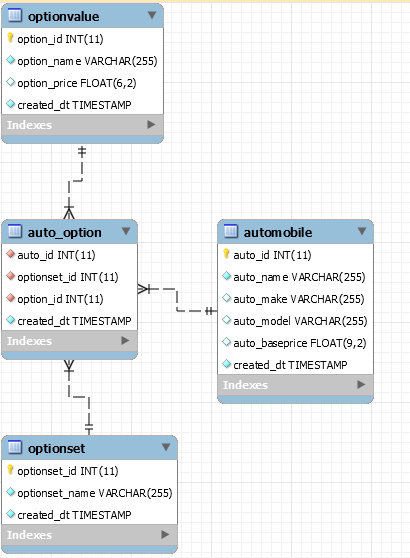 optionvalue
option_id INT(11)
option_name VARCHAR(255)
option_price FLOAT(6,2)
created_dt TIMESTAMP
Indexes
auto_option
auto_id INT(11)
optionset_id INT(11)
option_id INT(11)
created_dt TIMESTAMP
Indexes
automobile
auto_id INT(11)
auto_name VARCHAR(255)
auto_make VARCHAR(255)
auto_model VARCHAR(255)
auto_baseprice FLOAT(9,2)
created_dt TIMESTAMP
Indexes
optionset
optionset_id INT(11)
optionset_name VARCHAR(255)
created_dt TIMESTAMP
Indexes